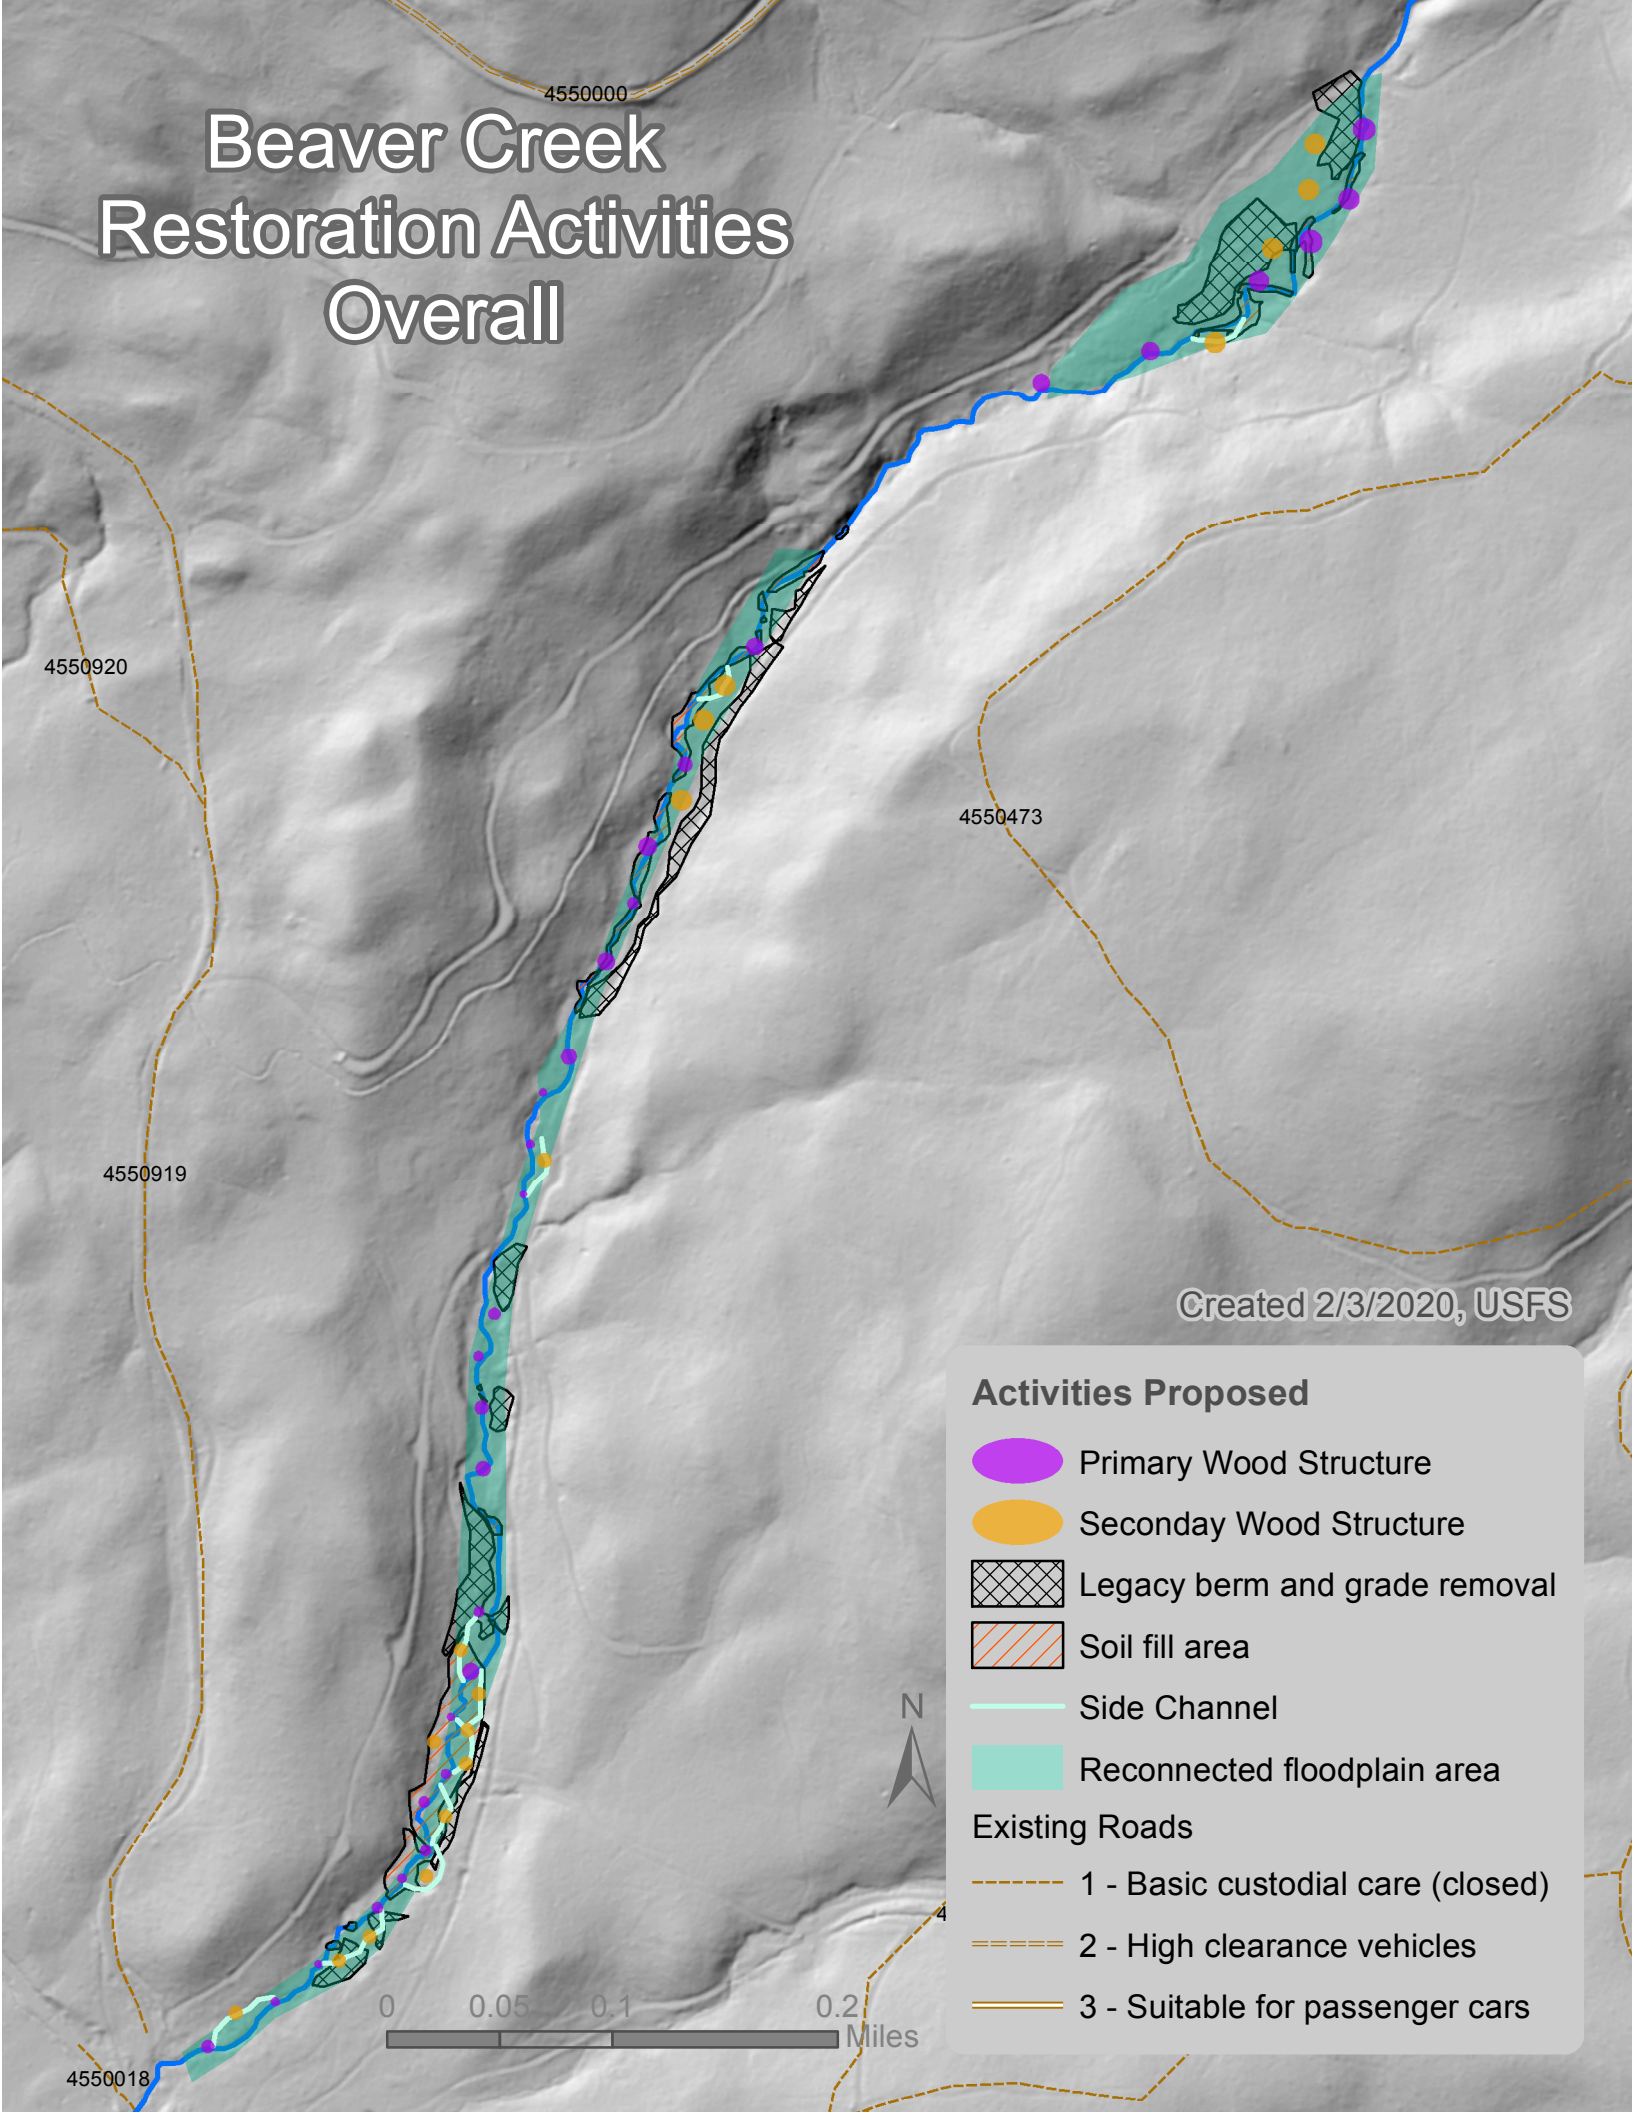 4550000
Beaver Creek
Restoration Activities
Overall
4550920
4550473
4550919
Created 2/3/2020, USFS
Activities Proposed
Primary Wood Structure
Seconday Wood Structure
Legacy berm and grade removal
Soil fill area
Side Channel
Reconnected floodplain area
Existing Roads
1 - Basic custodial care (closed)
2 - High clearance vehicles
3 - Suitable for passenger cars
N
4
0 0.05 0.1 0.2
Miles
4550018